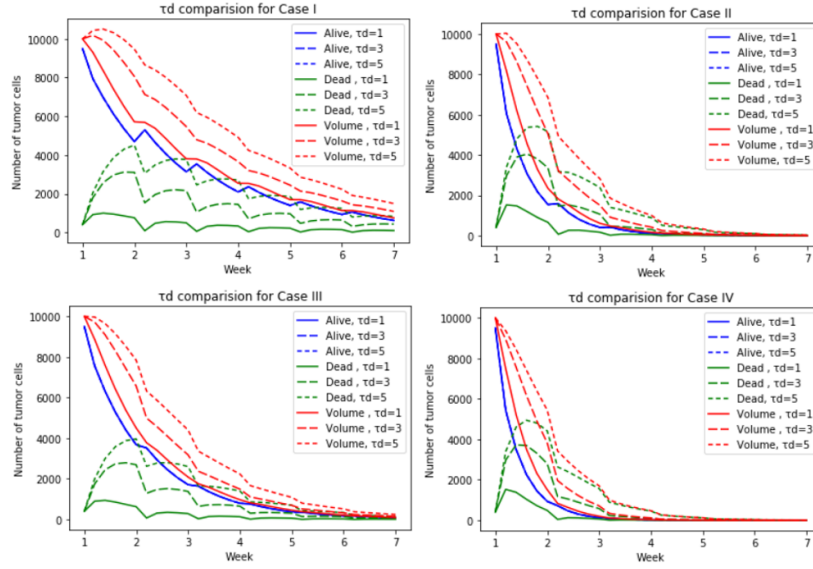 τd comparision for Case I
10000
8000
6000
4000
2000
0
Number of tumor cells
1 2 3 4 5 6 7
Week
Alive, τd=1
Alive, τd=3
Alive, τd=5
Dead , τd=1
Dead , τd=3
Dead, τd=5
Volume , τd=1
Volume , τd=3
Volume, τd=5
τd comparision for Case II
10000
8000
6000
4000
2000
0
Number of tumor cells
1 2 3 4 5 6 7
Week
Alive, τd=1
Alive, τd=3
Alive, τd=5
Dead , τd=1
Dead , τd=3
Dead, τd=5
Volume , τd=1
Volume , τd=3
Volume, τd=5
τd comparision for Case III
10000
8000
6000
4000
2000
0
Number of tumor cells
1 2 3 4 5 6 7
Week
Alive, τd=1
Alive, τd=3
Alive, τd=5
Dead , τd=1
Dead , τd=3
Dead, τd=5
Volume , τd=1
Volume , τd=3
Volume, τd=5
τd comparision for Case IV
10000
8000
6000
4000
2000
0
Number of tumor cells
1 2 3 4 5 6 7
Week
Alive, τd=1
Alive, τd=3
Alive, τd=5
Dead , τd=1
Dead , τd=3
Dead, τd=5
Volume , τd=1
Volume , τd=3
Volume, τd=5